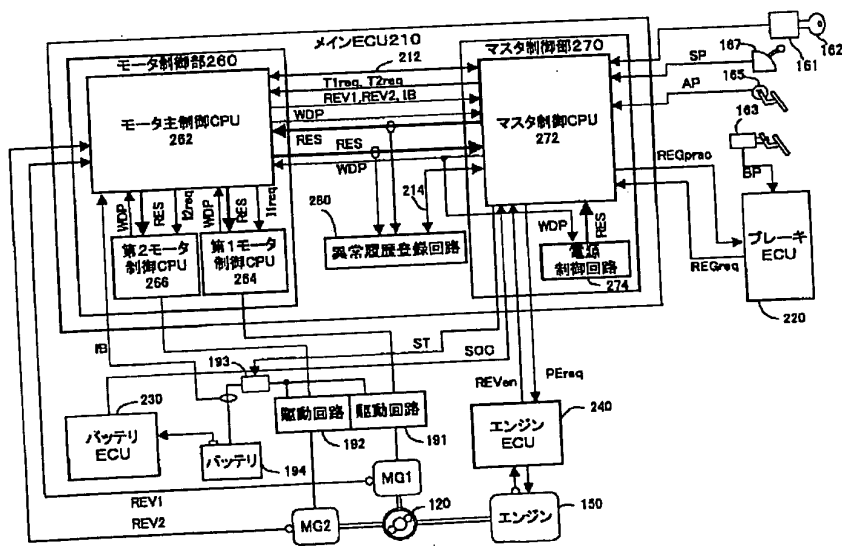 メインECU210
モータ制御部260
マスタ制御部270
212
T1req, T2req
REV1,REV2, IB
WDP
RES
RES
WDP
モータ主制御CPU
262
マスタ制御CPU
272
SP
AP
161
162
167
165
163
BP
REGprac
REGreq
ブレーキ
ECU
220
WDP
RES
I2req
WDP
RES
I1req
第2モータ
制御CPU
266
第1モータ
制御CPU
264
280
異常履歴登録回路
214
WDP
RES
電源
制御回路
274
IB
ST
SOC
193
230
バッテリ
ECU
バッテリ
194
駆動回路
駆動回路
192
191
REVen
PEreq
240
エンジン
ECU
MG1
MG2
120
150
エンジン
REV1
REV2